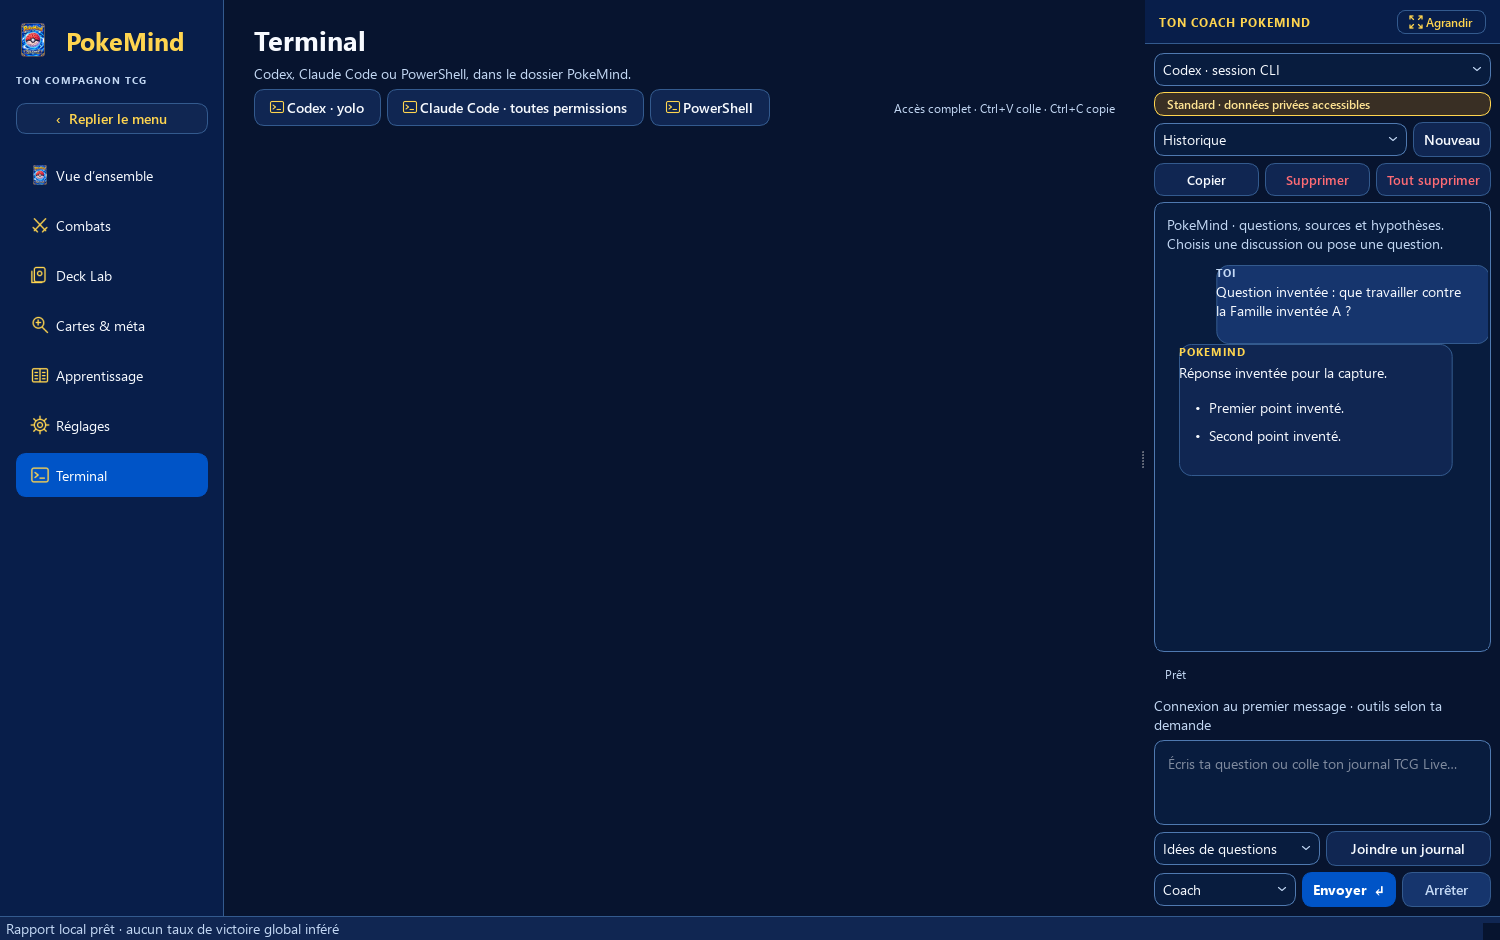 PokeMind
TON COMPAGNON TCG
‹ Replier le menu
Vue d’ensemble
Combats
Deck Lab
Cartes & méta
Apprentissage
Réglages
Terminal
Terminal
Codex, Claude Code ou PowerShell, dans le dossier PokeMind.
Codex · yolo
Claude Code · toutes permissions
PowerShell
Accès complet · Ctrl+V colle · Ctrl+C copie
TON COACH POKEMIND
Agrandir
Codex · session CLI
Standard · données privées accessibles
Historique
Nouveau
Copier
Supprimer
Tout supprimer
PokeMind · questions, sources et hypothèses.
Choisis une discussion ou pose une question.
TOI
Question inventée : que travailler contre
la Famille inventée A ?
POKEMIND
Réponse inventée pour la capture.
• Premier point inventé.
• Second point inventé.
Prêt
Connexion au premier message · outils selon ta
demande
Écris ta question ou colle ton journal TCG Live…
Idées de questions
Joindre un journal
Coach
Envoyer ↲
Arrêter
Rapport local prêt · aucun taux de victoire global inféré